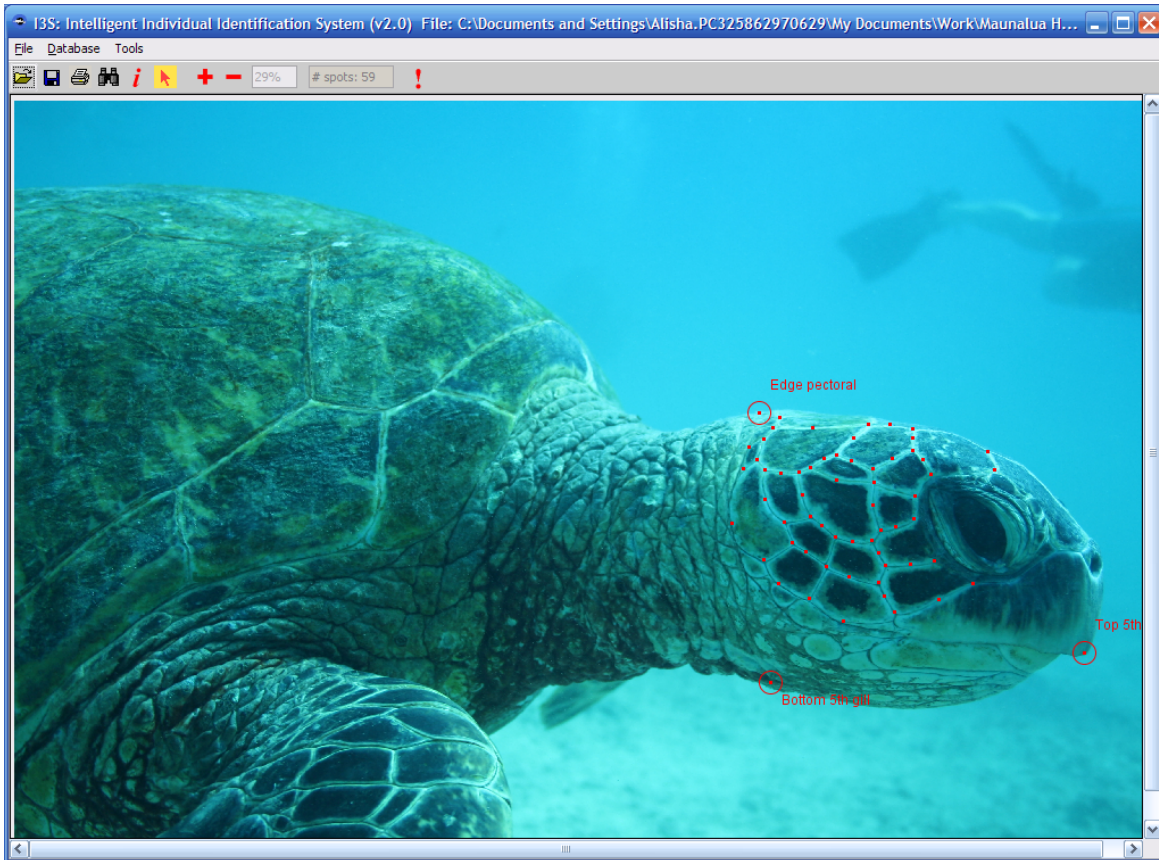 I3S: Intelligent Individual Identification System (v2.0) File: C:\Documents and Settings\Alisha.PC325862970629\My Documents\Work\Maunalua H...
File Database Tools
29% # spots: 59
Edge pectoral
Top 5th
Bottom 5th gill